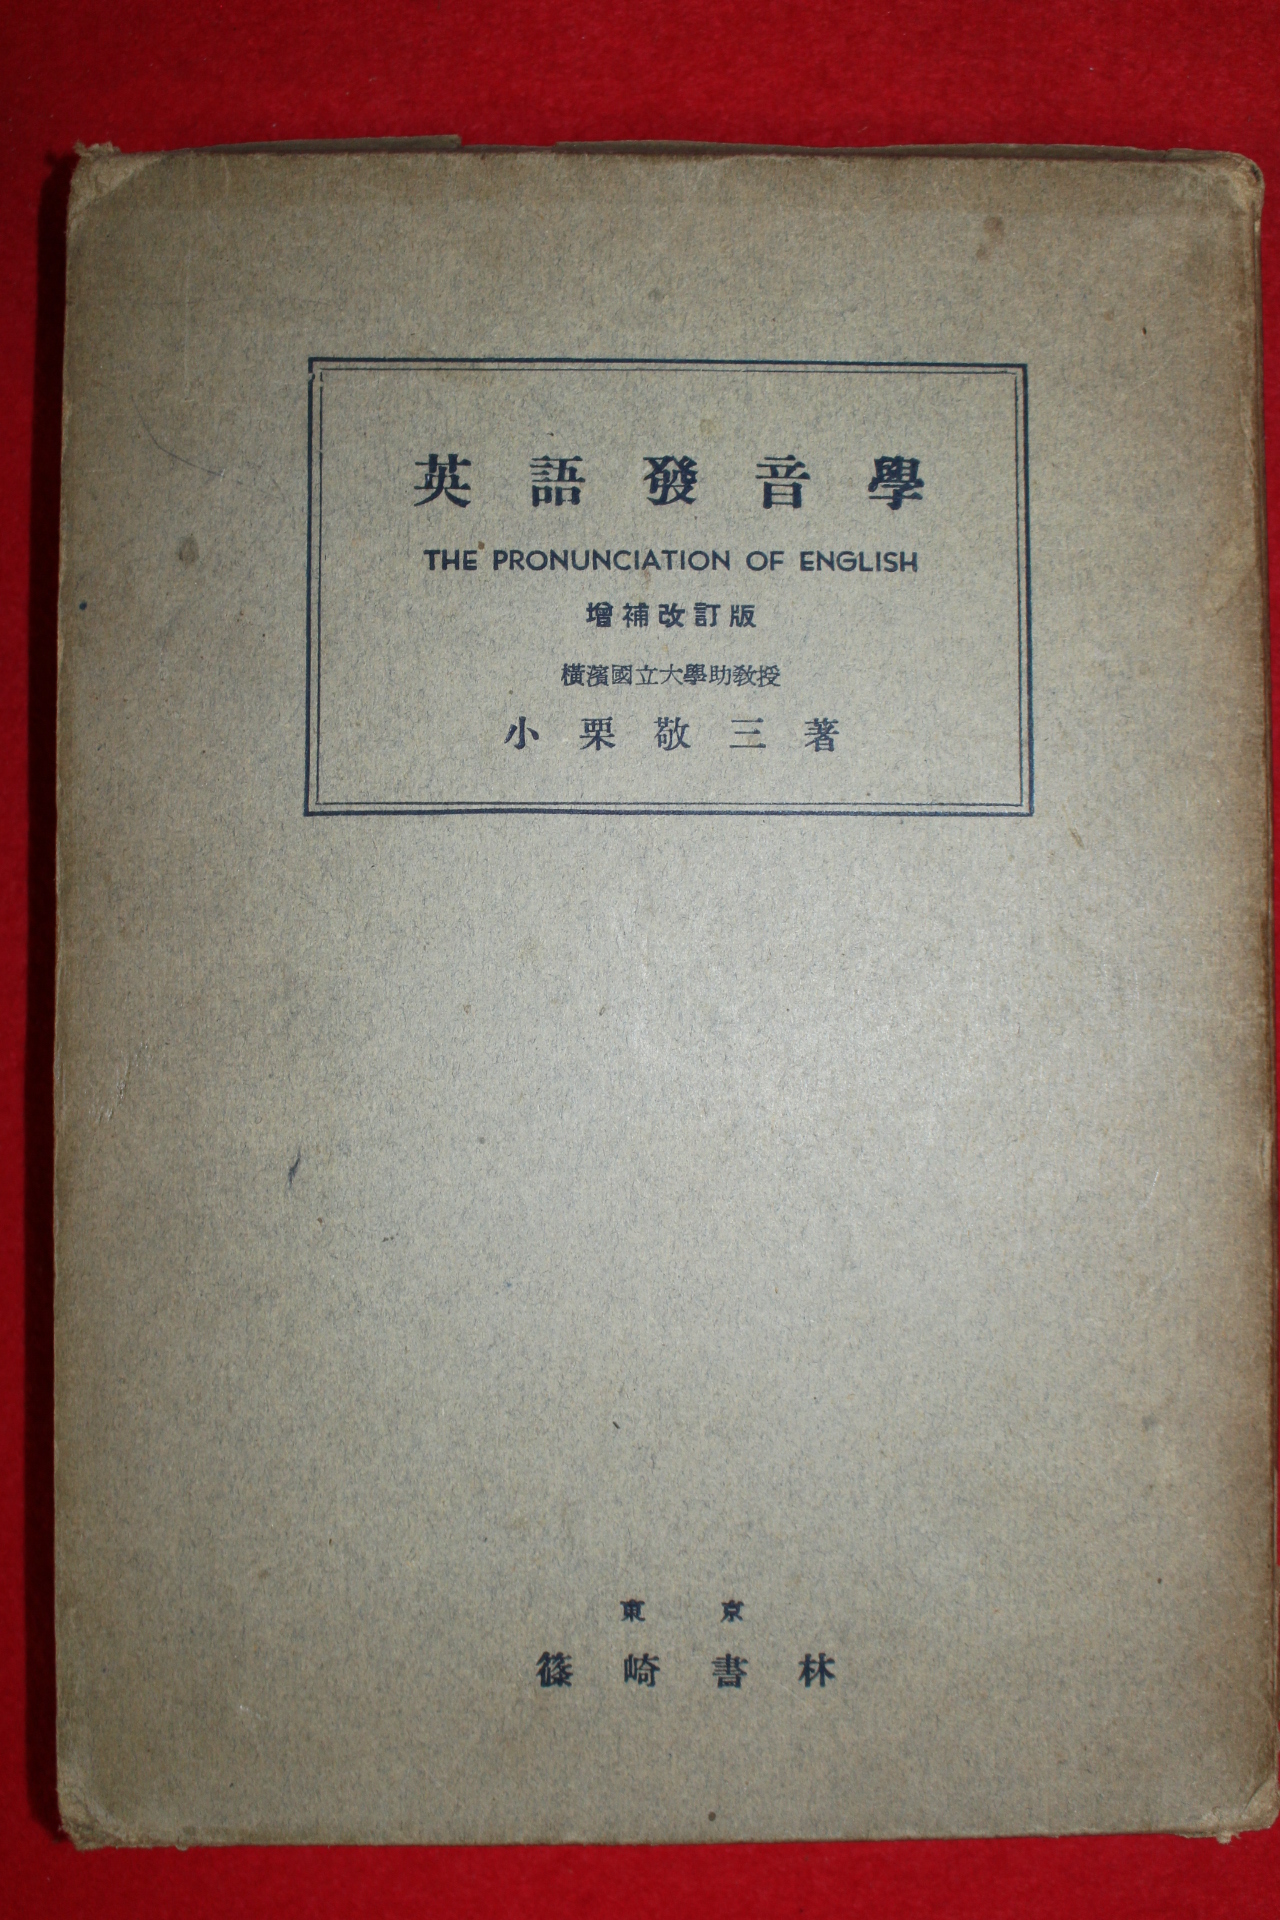 英語發音學
THE PRONUNCIATION OF ENGLISH
增補改訂版
橫濱國立大學助敎授
小栗敬三著
東京
篠崎書林